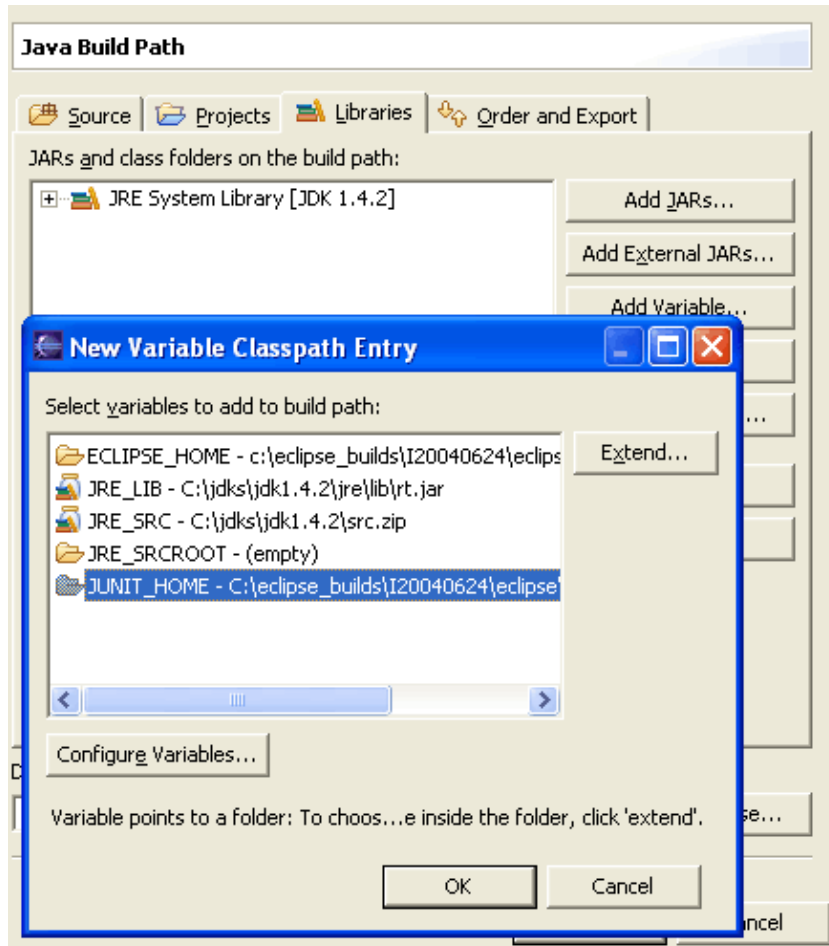 Java Build Path
Source Projects Libraries Order and Export
JARs and class folders on the build path:
JRE System Library [JDK 1.4.2]
Add JARs...
Add External JARs...
Add Variable...
New Variable Classpath Entry
Select variables to add to build path:
...
ECLIPSE_HOME - c:\eclipse_builds\I20040624\eclips
Extend...
JRE_LIB - C:\jdks\jdk1.4.2\jre\lib\rt.jar
JRE_SRC - C:\jdks\jdk1.4.2\src.zip
JRE_SRCROOT - (empty)
JUNIT_HOME - C:\eclipse_builds\I20040624\eclipse\
Configure Variables...
Variable points to a folder: To choos...e inside the folder, click 'extend'.
OK
Cancel